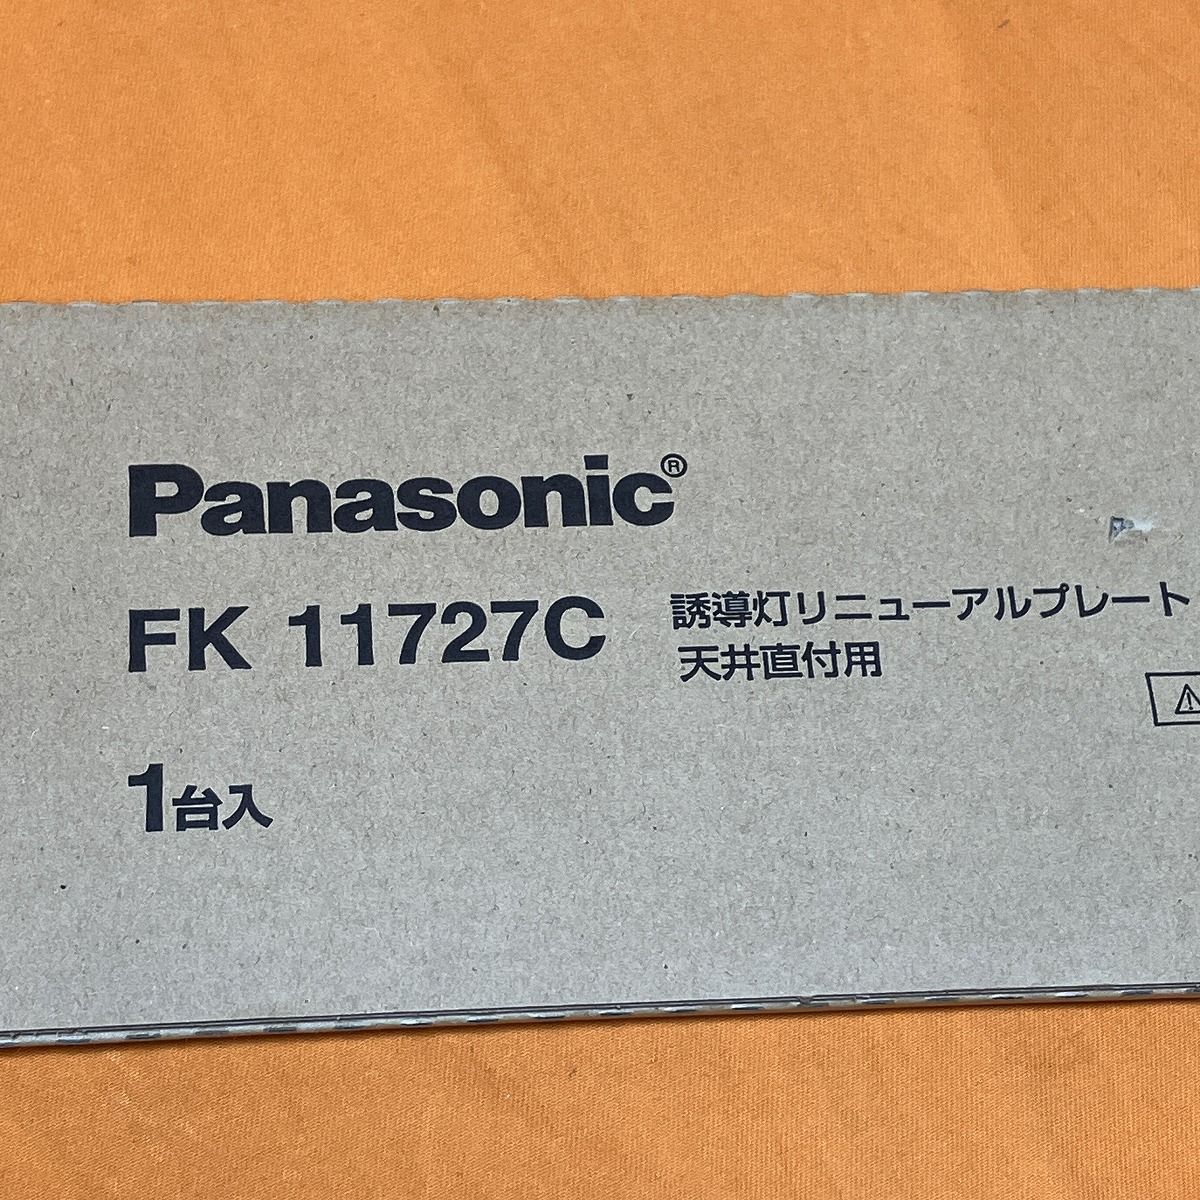 Panasonic®
FK 11727C
誘導灯リニューアルプレート
天井直付用
1台入